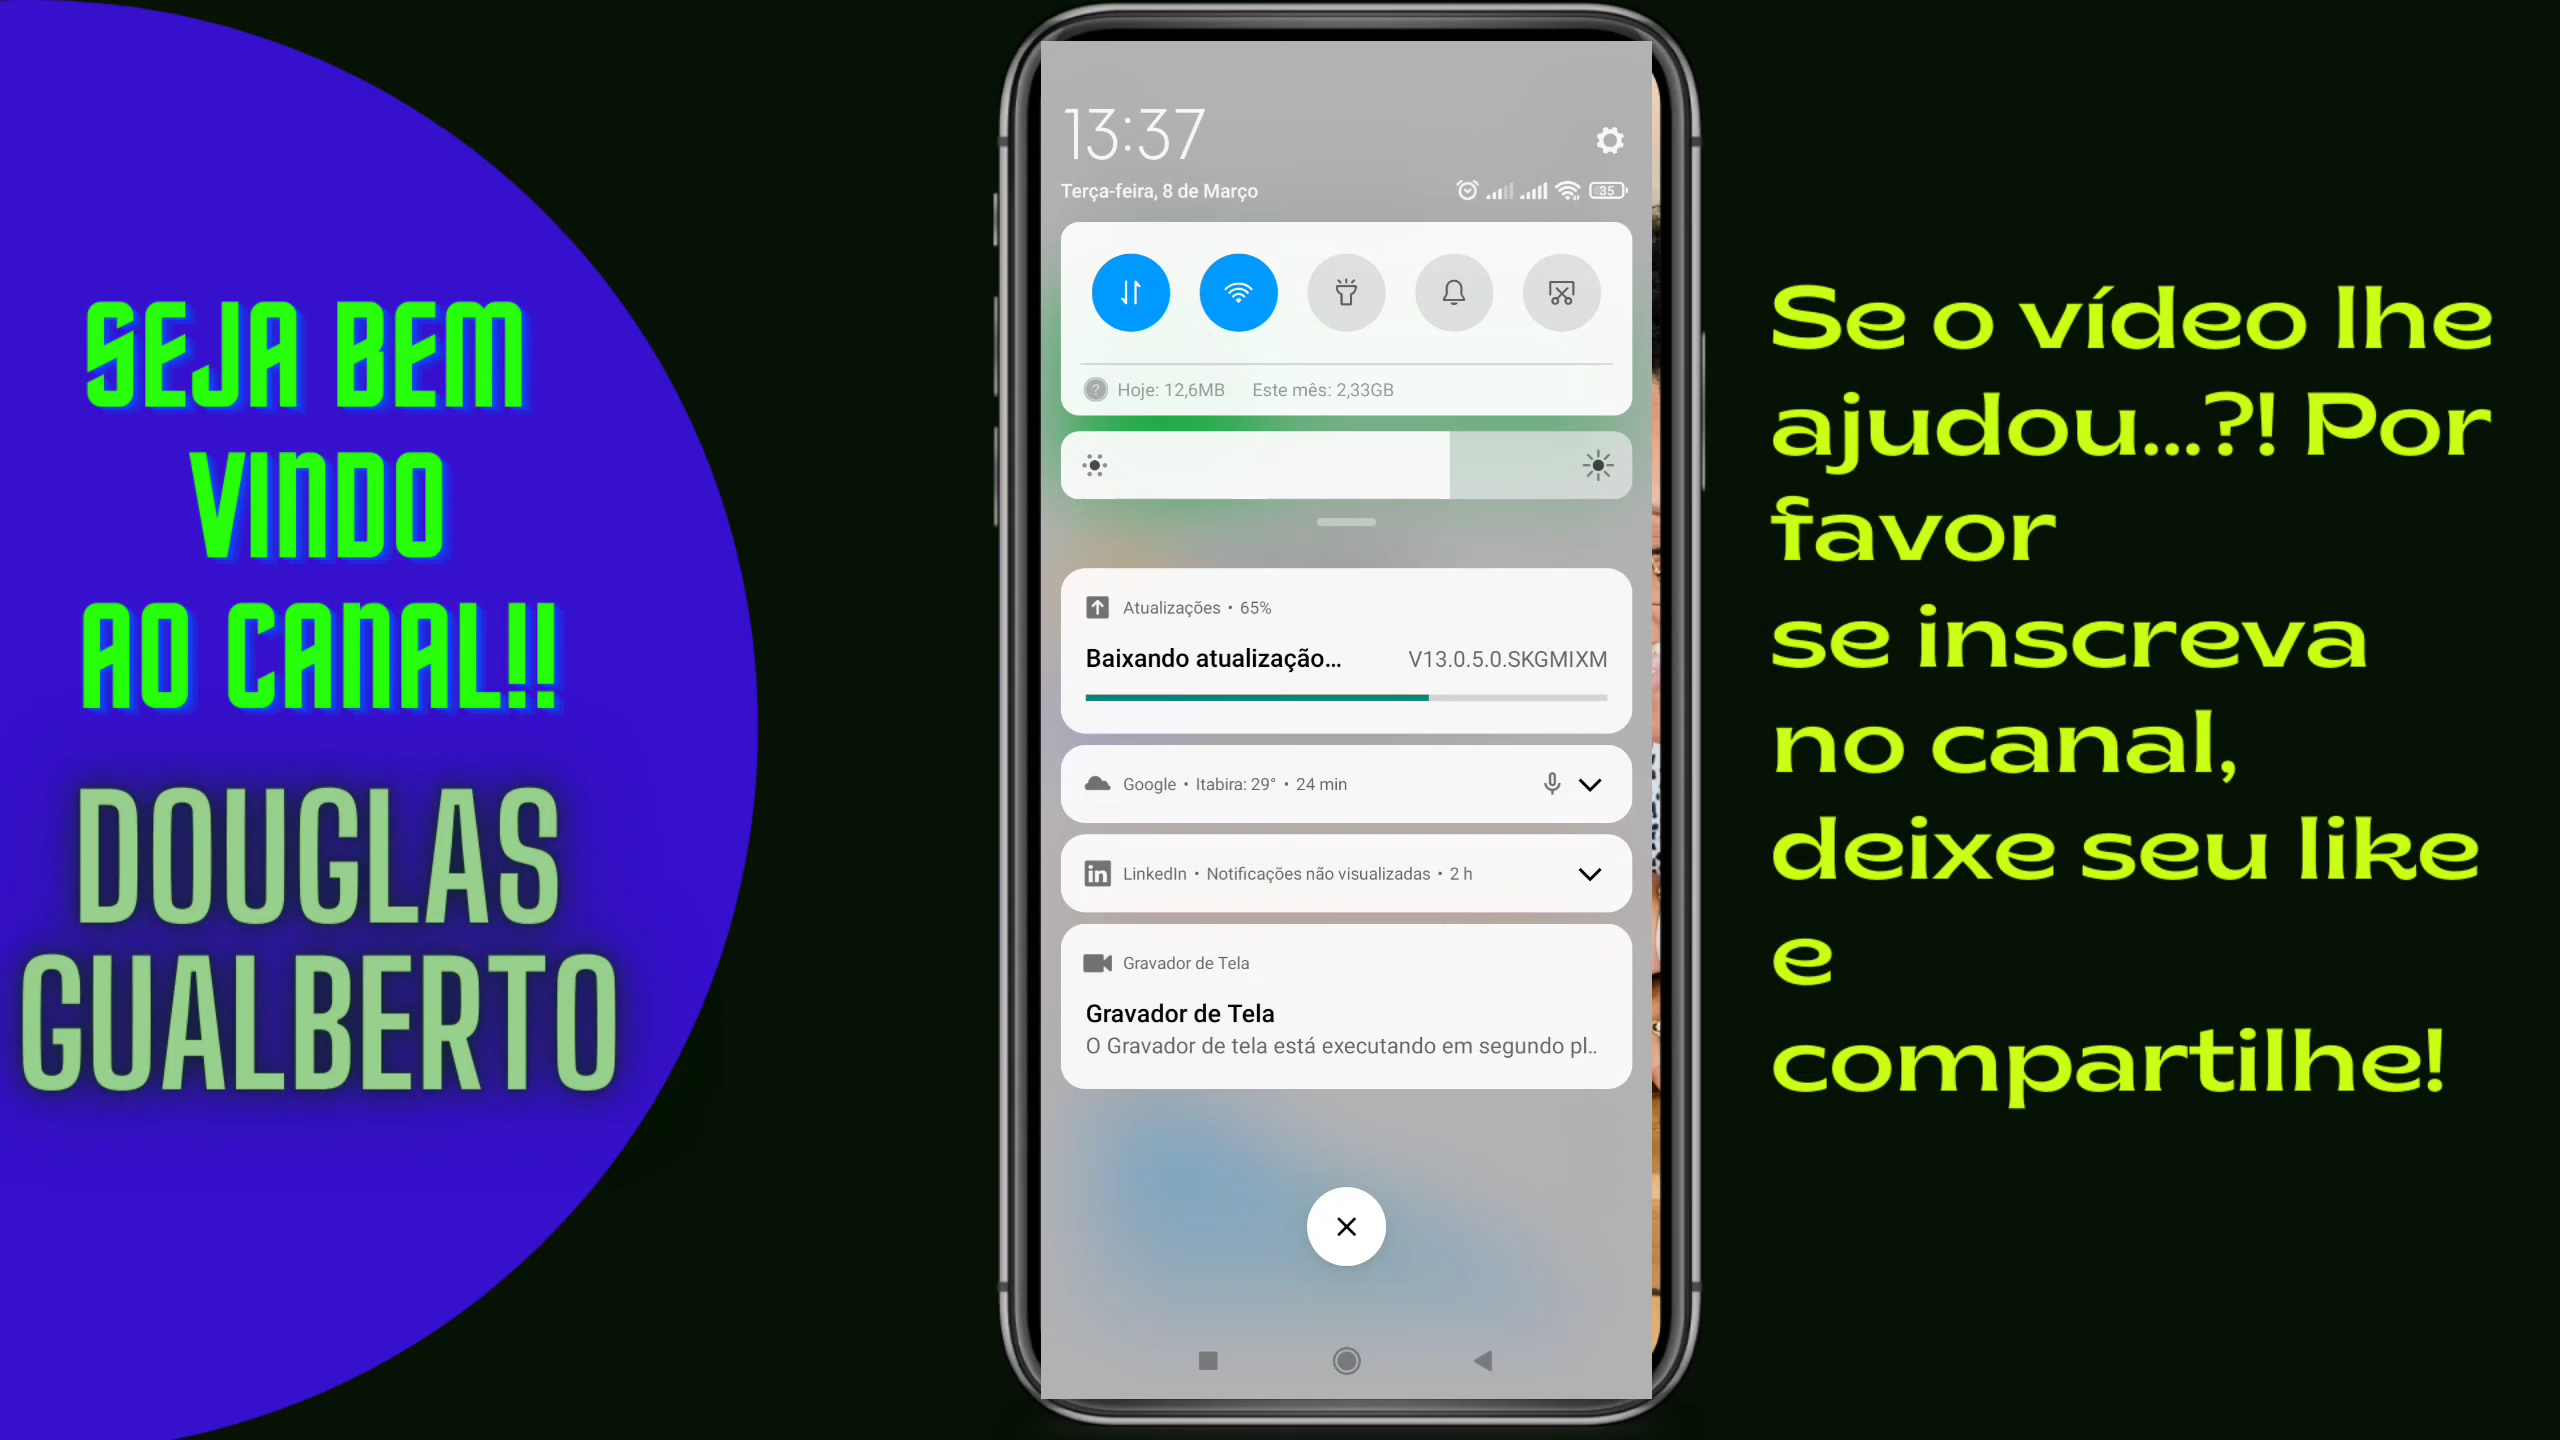 SEJA BEM
VINDO
AO CANAL!!
DOUGLAS
GUALBERTO
13:37
Terça-feira, 8 de Março
35
Hoje: 12,6MB Este mês: 2,33GB
Atualizações • 65%
Baixando atualização... V13.0.5.0.SKGMIXM
Google • Itabira: 29° • 24 min
in LinkedIn • Notificações não visualizadas • 2 h
Gravador de Tela
Gravador de Tela
O Gravador de tela está executando em segundo pl..
Se o vídeo lhe
ajudou...?! Por
favor
se inscreva
no canal,
deixe seu like
e
compartilhe!